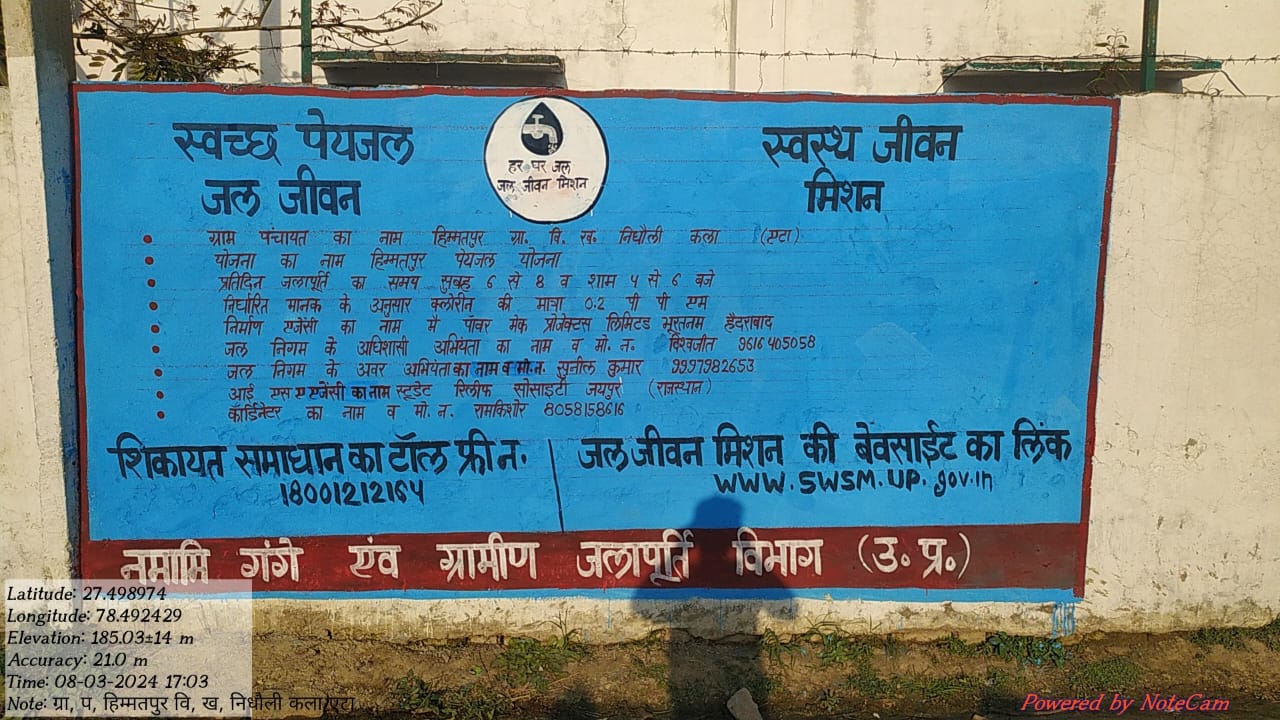 स्वच्छ पेयजल
जल जीवन
हर घर जल
जल जीवन मिशन
स्वस्थ जीवन
मिशन
ग्राम पंचायत का नाम हिम्मतपुर ग्रा. वि. ख. निधौली कला (एटा)
योजना का नाम हिम्मतपुर पेयजल योजना
प्रतिदिन जलापूर्ति का समय सुबह 6 से 8 व शाम 4 से 6 बजे
निर्धारित मानक के अनुसार क्लोरीन की मात्रा 0.2 पी पी एम
निर्माण एजेंसी का नाम मै पॉवर मेक प्रोजेक्टस लिमिटड भूरतनम हैदराबाद
जल निगम के अधिशासी अभियंता का नाम व मो. न. विश्वजीत 9616405058
जल निगम के अवर अभियंता का नाम व मो. न. सुनील कुमार 9997982653
आई एस ए एजेंसी का नाम स्टूडेट रिलीफ सोसाइटी जयपुर (राजस्थान)
कॉर्डिनेटर का नाम व मो. न. रामकिशोर 8058158616
शिकायत समाधान का टॉल फ्री न.
18001212164
जल जीवन मिशन की बेवसाईट का लिंक
www.swsm.up.gov.in
नमामि गंगे एंव ग्रामीण जलापूर्ति विभाग (उ. प्र.)
Latitude: 27.498974
Longitude: 78.492429
Elevation: 185.03±14 m
Accuracy: 21.0 m
Time: 08-03-2024 17:03
Note: ग्रा, प, हिम्मतपुर वि, ख, निधौली कला एटा
Powered by NoteCam